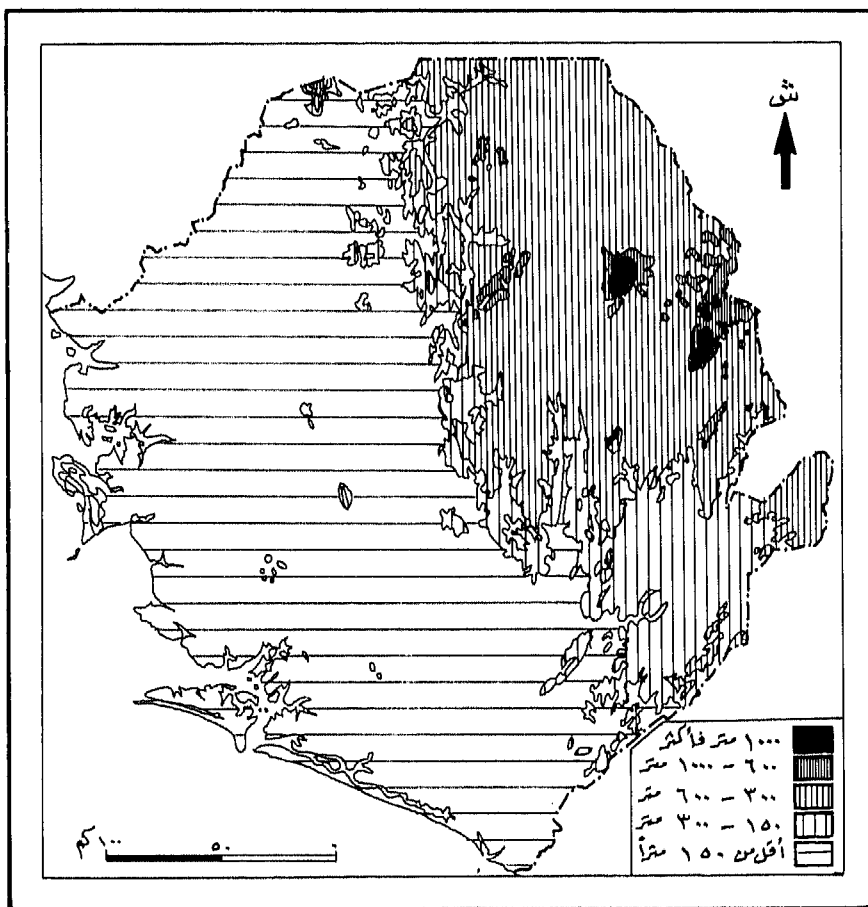 ش
١٠٠٠ متر فأكثر
٦٠٠ - ١٠٠٠ متر
٣٠٠ - ٦٠٠ متر
١٥٠ - ٣٠٠ متر
أقل من ١٥٠ متراً
٠ ٥٠ ١٠٠ كم